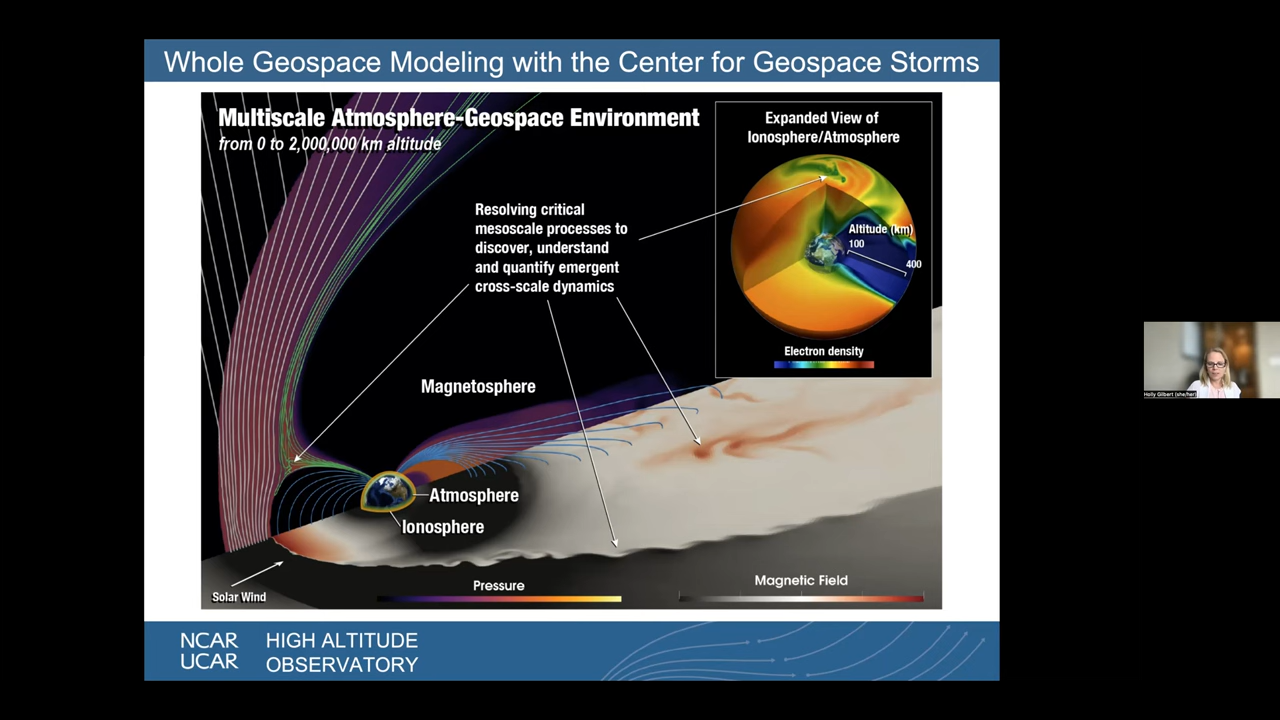 Whole Geospace Modeling with the Center for Geospace Storms
Multiscale Atmosphere-Geospace Environment
from 0 to 2,000,000 km altitude
Expanded View of
Ionosphere/Atmosphere
Altitude (km)
100
400
Electron density
Resolving critical
mesoscale processes to
discover, understand
and quantify emergent
cross-scale dynamics
Magnetosphere
Atmosphere
Ionosphere
Solar Wind
Pressure
Magnetic Field
NCAR
UCAR
HIGH ALTITUDE
OBSERVATORY
Holly Gilbert (she/her)